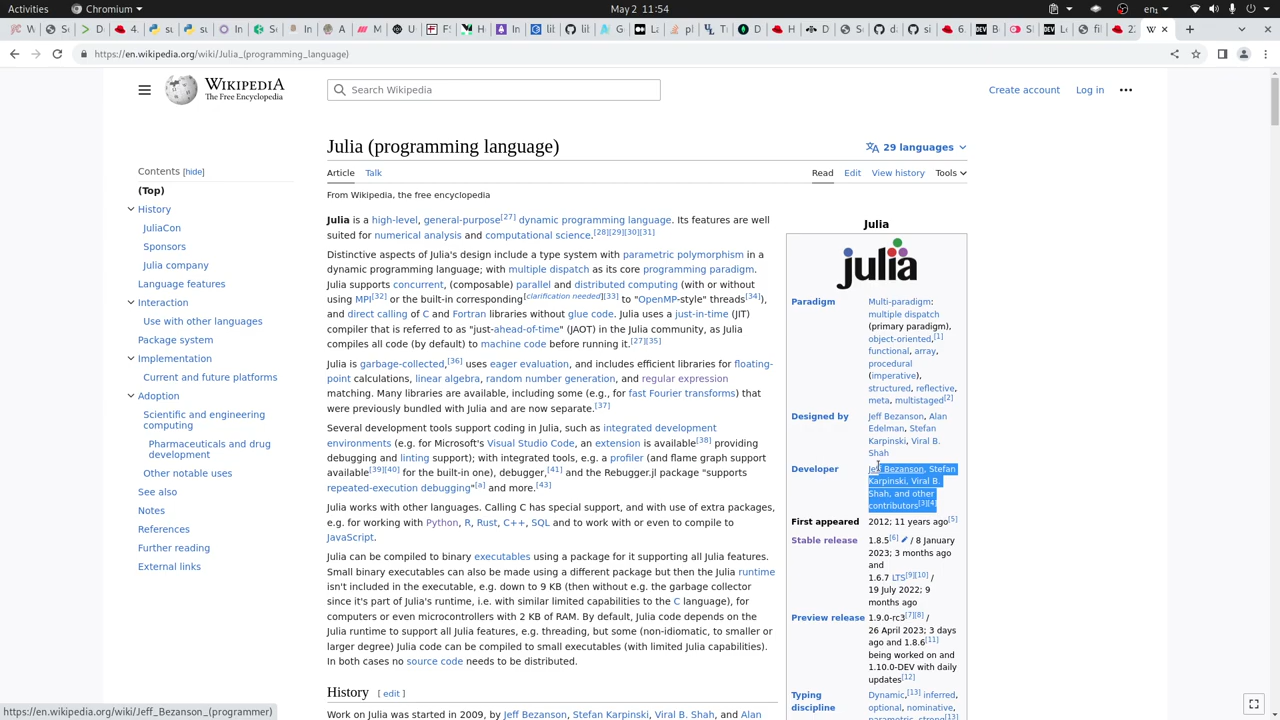 Activities
Chromium
May 2 11:54
https://en.wikipedia.org/wiki/Julia_(programming_language)
WIKIPEDIA
The Free Encyclopedia
Search Wikipedia
Create account
Log in
Contents [hide]
(Top)
History
JuliaCon
Sponsors
Julia company
Language features
Interaction
Use with other languages
Package system
Implementation
Current and future platforms
Adoption
Scientific and engineering
computing
Pharmaceuticals and drug
development
Other notable uses
See also
Notes
References
Further reading
External links
Julia (programming language)
29 languages
Article
Talk
Read
Edit
View history
Tools
From Wikipedia, the free encyclopedia
Julia is a high-level, general-purpose[27] dynamic programming language. Its features are well
suited for numerical analysis and computational science.[28][29][30][31]
Distinctive aspects of Julia's design include a type system with parametric polymorphism in a
dynamic programming language; with multiple dispatch as its core programming paradigm.
Julia supports concurrent, (composable) parallel and distributed computing (with or without
using MPI[32] or the built-in corresponding[clarification needed][33] to "OpenMP-style" threads[34]),
and direct calling of C and Fortran libraries without glue code. Julia uses a just-in-time (JIT)
compiler that is referred to as "just-ahead-of-time" (JAOT) in the Julia community, as Julia
compiles all code (by default) to machine code before running it.[27][35]
Julia is garbage-collected,[36] uses eager evaluation, and includes efficient libraries for floating-
point calculations, linear algebra, random number generation, and regular expression
matching. Many libraries are available, including some (e.g., for fast Fourier transforms) that
were previously bundled with Julia and are now separate.[37]
Several development tools support coding in Julia, such as integrated development
environments (e.g. for Microsoft's Visual Studio Code, an extension is available[38] providing
debugging and linting support); with integrated tools, e.g. a profiler (and flame graph support
available[39][40] for the built-in one), debugger,[41] and the Rebugger.jl package "supports
repeated-execution debugging"[a] and more.[43]
Julia works with other languages. Calling C has special support, and with use of extra packages,
e.g. for working with Python, R, Rust, C++, SQL and to work with or even to compile to
JavaScript.
Julia can be compiled to binary executables using a package for it supporting all Julia features.
Small binary executables can also be made using a different package but then the Julia runtime
isn't included in the executable, e.g. down to 9 KB (then without e.g. the garbage collector
since it's part of Julia's runtime, i.e. with similar limited capabilities to the C language), for
computers or even microcontrollers with 2 KB of RAM. By default, Julia code depends on the
Julia runtime to support all Julia features, e.g. threading, but some (non-idiomatic, to smaller or
larger degree) Julia code can be compiled to small executables (with limited Julia capabilities).
In both cases no source code needs to be distributed.
History [ edit ]
Work on Julia was started in 2009, by Jeff Bezanson, Stefan Karpinski, Viral B. Shah, and Alan
Julia
julia
Paradigm
Multi-paradigm:
multiple dispatch
(primary paradigm),
object-oriented,[1]
functional, array,
procedural
(imperative),
structured, reflective,
meta, multistaged[2]
Designed by
Jeff Bezanson, Alan
Edelman, Stefan
Karpinski, Viral B.
Shah
Developer
Jeff Bezanson, Stefan
Karpinski, Viral B.
Shah, and other
contributors[3][4]
First appeared
2012; 11 years ago[5]
Stable release
1.8.5[6] / 8 January
2023; 3 months ago
and
1.6.7 LTS[9][10] /
19 July 2022; 9
months ago
Preview release
1.9.0-rc3[7][8] /
26 April 2023; 3 days
ago and 1.8.6[11]
being worked on and
1.10.0-DEV with daily
updates[12]
Typing
discipline
Dynamic,[13] inferred,
optional, nominative,
parametric, strong[13]
https://en.wikipedia.org/wiki/Jeff_Bezanson_(programmer)